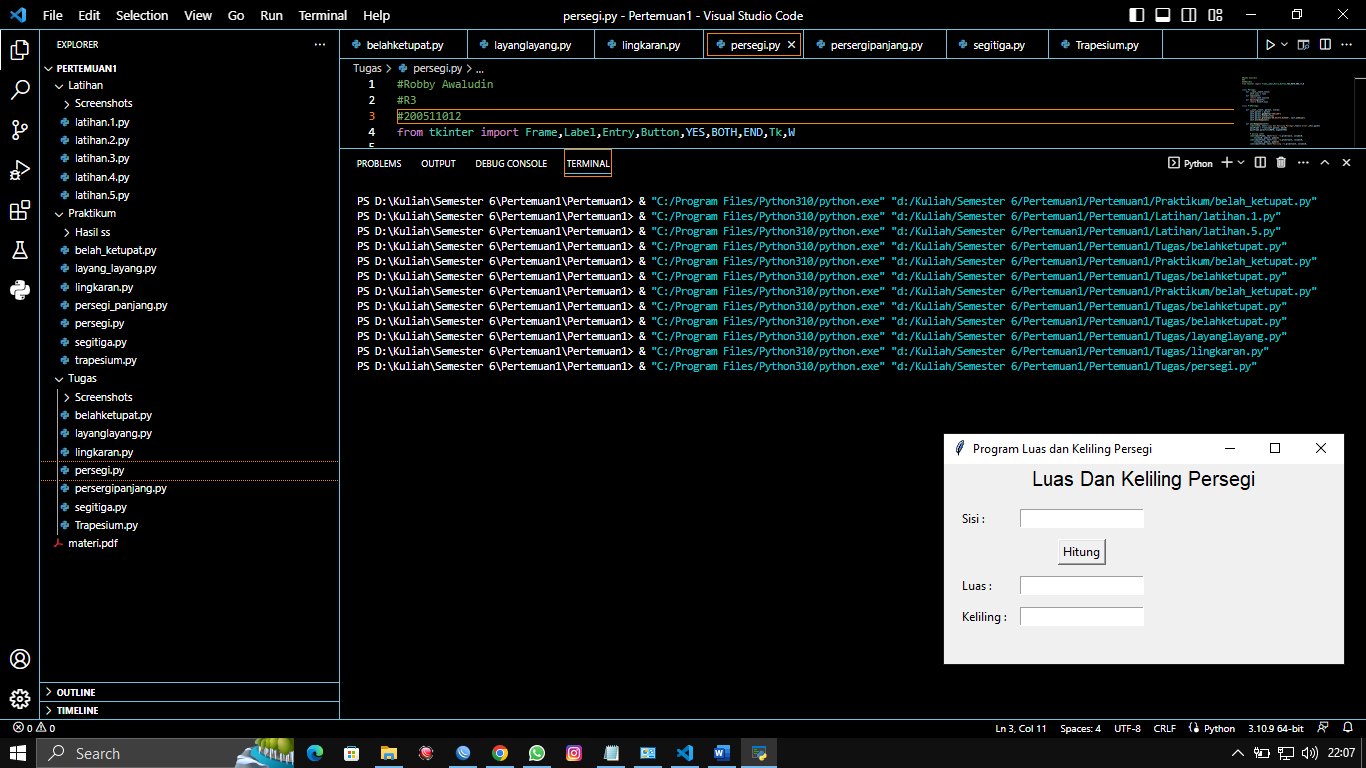 File Edit Selection View Go Run Terminal Help
persegi.py - Pertemuan1 - Visual Studio Code
EXPLORER
PERTEMUAN1
Latihan
Screenshots
latihan.1.py
latihan.2.py
latihan.3.py
latihan.4.py
latihan.5.py
Praktikum
Hasil ss
belah_ketupat.py
layang_layang.py
lingkaran.py
persegi_panjang.py
persegi.py
segitiga.py
trapesium.py
Tugas
Screenshots
belahketupat.py
layanglayang.py
lingkaran.py
persegi.py
persergipanjang.py
segitiga.py
Trapesium.py
materi.pdf
OUTLINE
TIMELINE
belahketupat.py layanglayang.py lingkaran.py persegi.py persergipanjang.py segitiga.py Trapesium.py
Tugas > persegi.py > ...
1 #Robby Awaludin
2 #R3
3 #200511012
4 from tkinter import Frame,Label,Entry,Button,YES,BOTH,END,Tk,W
PROBLEMS OUTPUT DEBUG CONSOLE TERMINAL
Python
PS D:\Kuliah\Semester 6\Pertemuan1\Pertemuan1> & "C:/Program Files/Python310/python.exe" "d:/Kuliah/Semester 6/Pertemuan1/Pertemuan1/Praktikum/belah_ketupat.py"
PS D:\Kuliah\Semester 6\Pertemuan1\Pertemuan1> & "C:/Program Files/Python310/python.exe" "d:/Kuliah/Semester 6/Pertemuan1/Pertemuan1/Latihan/latihan.1.py"
PS D:\Kuliah\Semester 6\Pertemuan1\Pertemuan1> & "C:/Program Files/Python310/python.exe" "d:/Kuliah/Semester 6/Pertemuan1/Pertemuan1/Latihan/latihan.5.py"
PS D:\Kuliah\Semester 6\Pertemuan1\Pertemuan1> & "C:/Program Files/Python310/python.exe" "d:/Kuliah/Semester 6/Pertemuan1/Pertemuan1/Tugas/belahketupat.py"
PS D:\Kuliah\Semester 6\Pertemuan1\Pertemuan1> & "C:/Program Files/Python310/python.exe" "d:/Kuliah/Semester 6/Pertemuan1/Pertemuan1/Praktikum/belah_ketupat.py"
PS D:\Kuliah\Semester 6\Pertemuan1\Pertemuan1> & "C:/Program Files/Python310/python.exe" "d:/Kuliah/Semester 6/Pertemuan1/Pertemuan1/Tugas/belahketupat.py"
PS D:\Kuliah\Semester 6\Pertemuan1\Pertemuan1> & "C:/Program Files/Python310/python.exe" "d:/Kuliah/Semester 6/Pertemuan1/Pertemuan1/Praktikum/belah_ketupat.py"
PS D:\Kuliah\Semester 6\Pertemuan1\Pertemuan1> & "C:/Program Files/Python310/python.exe" "d:/Kuliah/Semester 6/Pertemuan1/Pertemuan1/Tugas/belahketupat.py"
PS D:\Kuliah\Semester 6\Pertemuan1\Pertemuan1> & "C:/Program Files/Python310/python.exe" "d:/Kuliah/Semester 6/Pertemuan1/Pertemuan1/Tugas/belahketupat.py"
PS D:\Kuliah\Semester 6\Pertemuan1\Pertemuan1> & "C:/Program Files/Python310/python.exe" "d:/Kuliah/Semester 6/Pertemuan1/Pertemuan1/Tugas/layanglayang.py"
PS D:\Kuliah\Semester 6\Pertemuan1\Pertemuan1> & "C:/Program Files/Python310/python.exe" "d:/Kuliah/Semester 6/Pertemuan1/Pertemuan1/Tugas/lingkaran.py"
PS D:\Kuliah\Semester 6\Pertemuan1\Pertemuan1> & "C:/Program Files/Python310/python.exe" "d:/Kuliah/Semester 6/Pertemuan1/Pertemuan1/Tugas/persegi.py"
Program Luas dan Keliling Persegi
Luas Dan Keliling Persegi
Sisi :
Hitung
Luas :
Keliling :
0 0
Ln 3, Col 11 Spaces: 4 UTF-8 CRLF Python 3.10.9 64-bit
Search
22:07